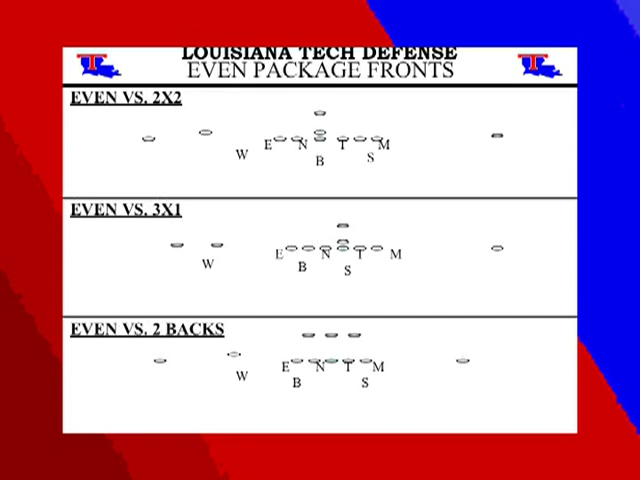 LOUISIANA TECH DEFENSE
EVEN PACKAGE FRONTS
T T
EVEN VS. 2X2
E N T M
W B S
EVEN VS. 3X1
E N T M
W B S
EVEN VS. 2 BACKS
E N T M
W B S